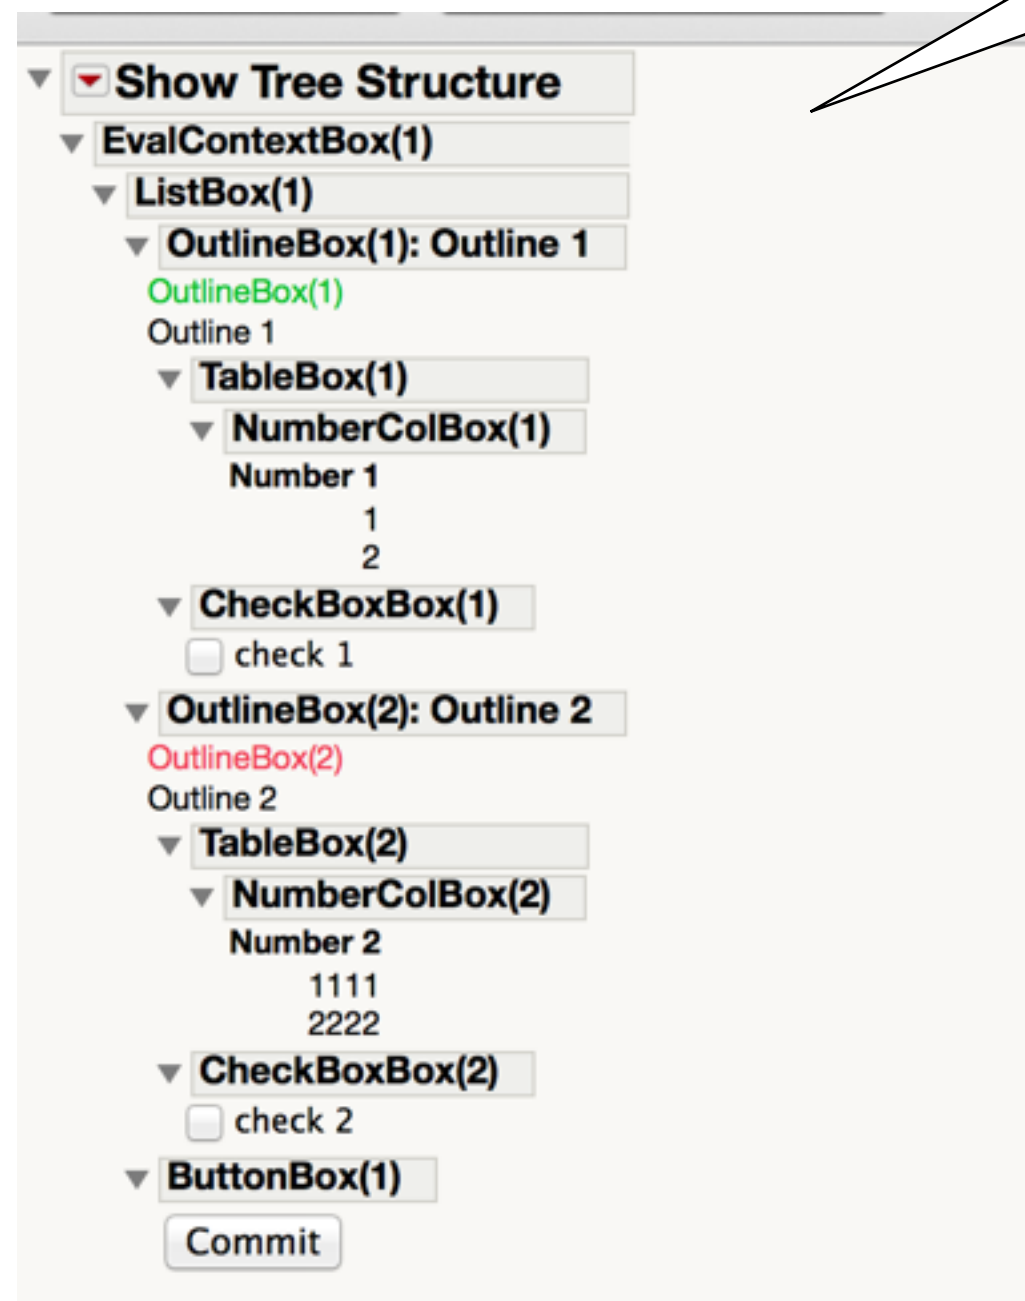 Show Tree Structure
EvalContextBox(1)
ListBox(1)
OutlineBox(1): Outline 1
OutlineBox(1)
Outline 1
TableBox(1)
NumberColBox(1)
Number 1
1
2
CheckBoxBox(1)
check 1
OutlineBox(2): Outline 2
OutlineBox(2)
Outline 2
TableBox(2)
NumberColBox(2)
Number 2
1111
2222
CheckBoxBox(2)
check 2
ButtonBox(1)
Commit